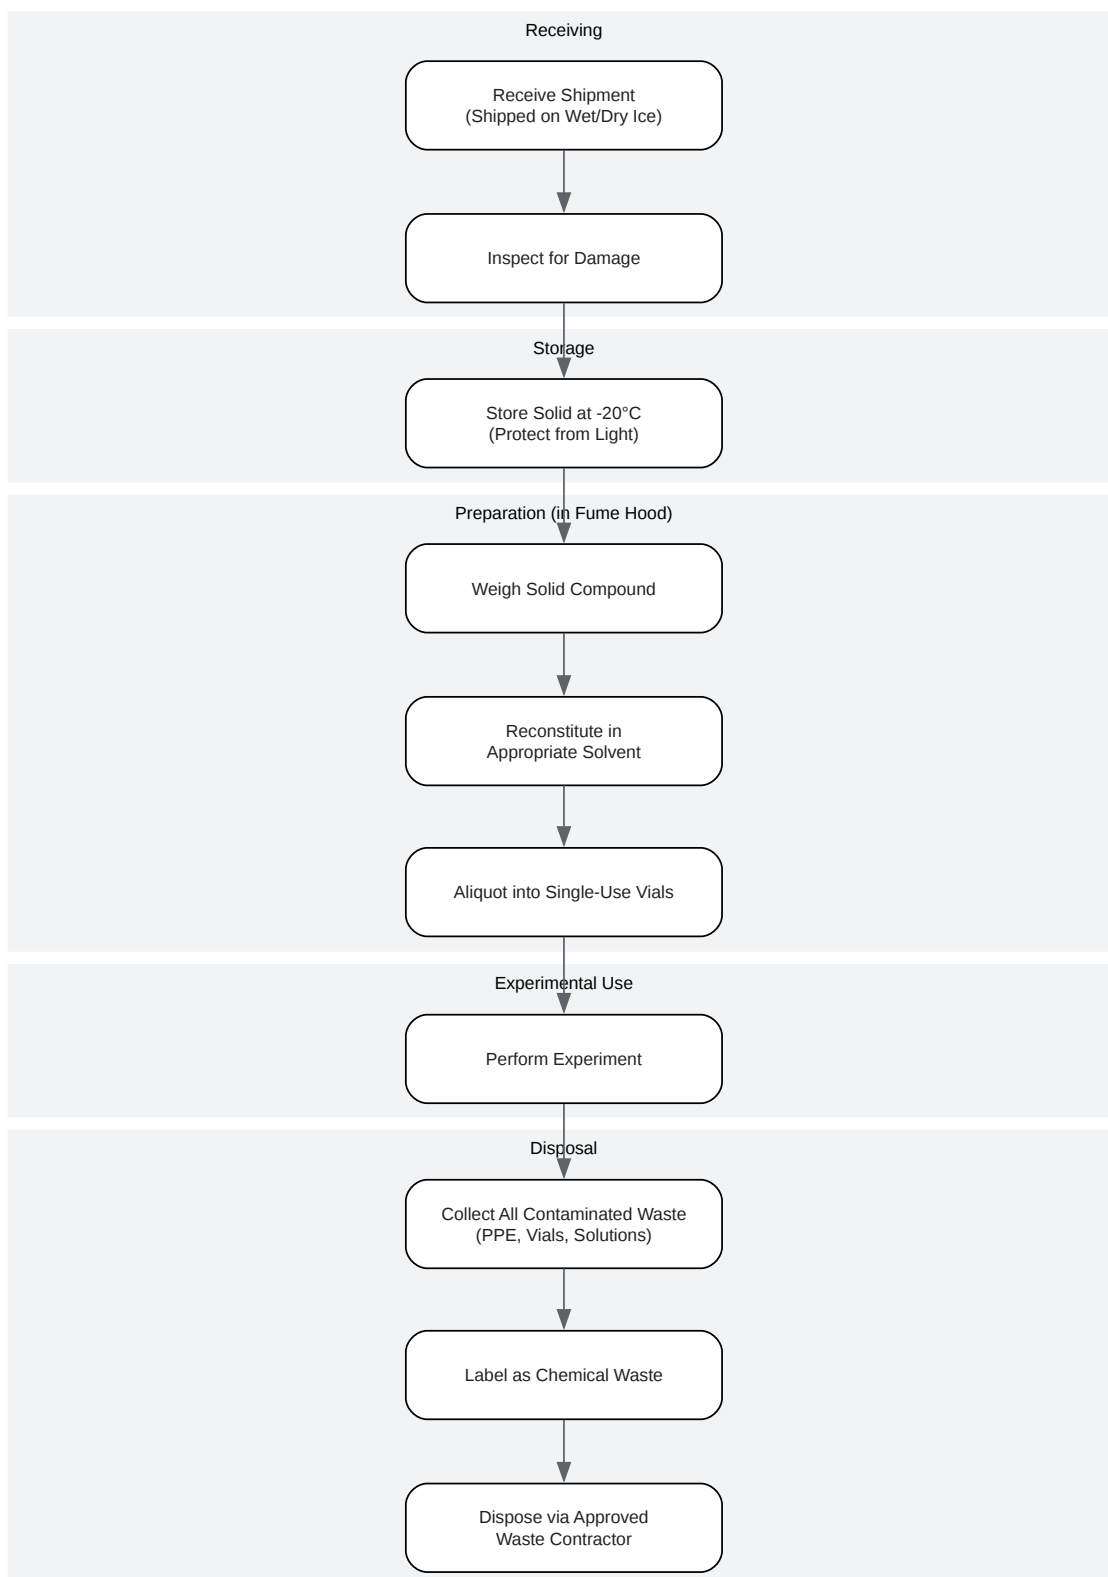 Receiving
Receive Shipment
(Shipped on Wet/Dry Ice)
Inspect for Damage
Storage
Store Solid at -20°C
(Protect from Light)
Preparation (in Fume Hood)
Weigh Solid Compound
Reconstitute in
Appropriate Solvent
Aliquot into Single-Use Vials
Experimental Use
Perform Experiment
Disposal
Collect All Contaminated Waste
(PPE, Vials, Solutions)
Label as Chemical Waste
Dispose via Approved
Waste Contractor